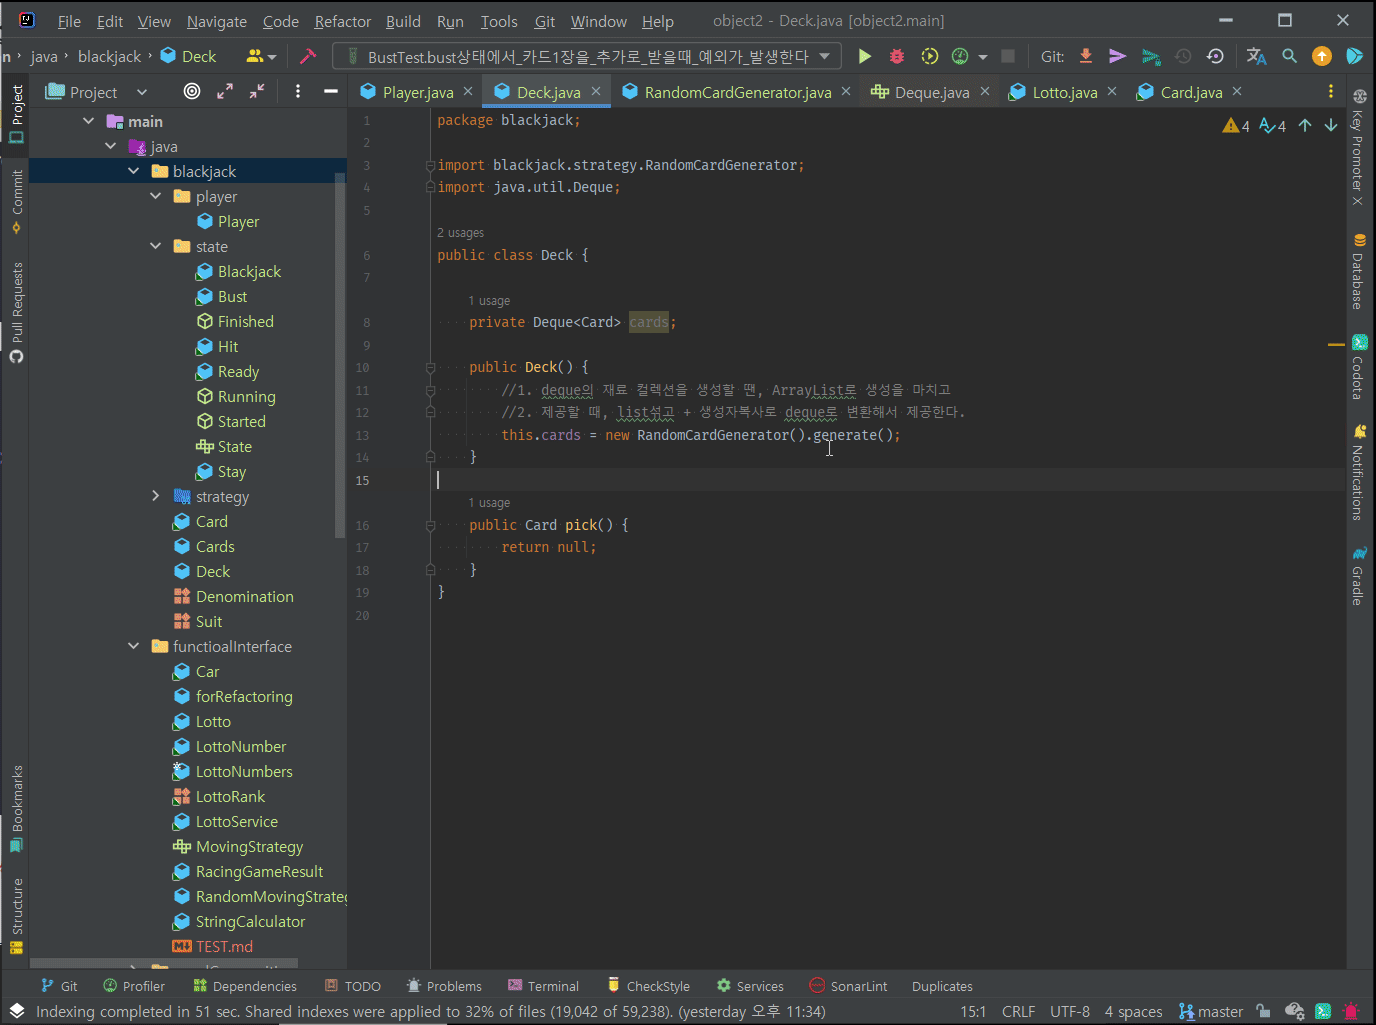 File Edit View Navigate Code Refactor Build Run Tools Git Window Help object2 - Deck.java [object2.main]
n java blackjack Deck BustTest.bust상태에서_카드1장을_추가로_받을때_예외가_발생한다 Git:
Project Player.java Deck.java RandomCardGenerator.java Deque.java Lotto.java Card.java
Project
Commit
Pull Requests
Bookmarks
Structure
main
java
blackjack
player
Player
state
Blackjack
Bust
Finished
Hit
Ready
Running
Started
State
Stay
strategy
Card
Cards
Deck
Denomination
Suit
functioalInterface
Car
forRefactoring
Lotto
LottoNumber
LottoNumbers
LottoRank
LottoService
MovingStrategy
RacingGameResult
RandomMovingStrateg
StringCalculator
TEST.md
4 4
1 package blackjack;
2
3 import blackjack.strategy.RandomCardGenerator;
4 import java.util.Deque;
5
2 usages
6 public class Deck {
7
1 usage
8 private Deque<Card> cards;
9
10 public Deck() {
11 //1. deque의 재료 컬렉션을 생성할 땐, ArrayList로 생성을 마치고
12 //2. 제공할 때, list섞고 + 생성자복사로 deque로 변환해서 제공한다.
13 this.cards = new RandomCardGenerator().generate();
14 }
15
1 usage
16 public Card pick() {
17 return null;
18 }
19 }
20
Key Promoter X
Database
Codota
Notifications
Gradle
Git Profiler Dependencies TODO Problems Terminal CheckStyle Services SonarLint Duplicates
Indexing completed in 51 sec. Shared indexes were applied to 32% of files (19,042 of 59,238). (yesterday 오후 11:34) 15:1 CRLF UTF-8 4 spaces master